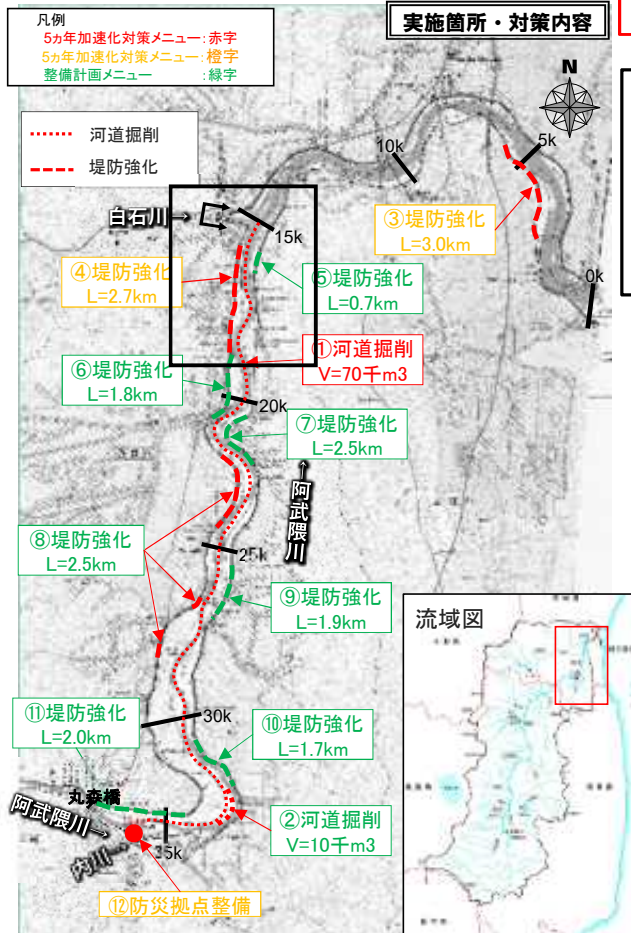 凡例
5ヵ年加速化対策メニュー:赤字
5ヵ年加速化対策メニュー:橙字
整備計画メニュー :緑字
実施箇所・対策内容
河道掘削
堤防強化
N
10k
5k
0k
白石川→
15k
③堤防強化
L=3.0km
④堤防強化
L=2.7km
⑤堤防強化
L=0.7km
①河道掘削
V=70千m3
⑥堤防強化
L=1.8km
20k
⑦堤防強化
L=2.5km
←阿武隈川
⑧堤防強化
L=2.5km
25k
⑨堤防強化
L=1.9km
流域図
⑪堤防強化
L=2.0km
30k
⑩堤防強化
L=1.7km
丸森橋
阿武隈川→
内川→
35k
②河道掘削
V=10千m3
⑫防災拠点整備